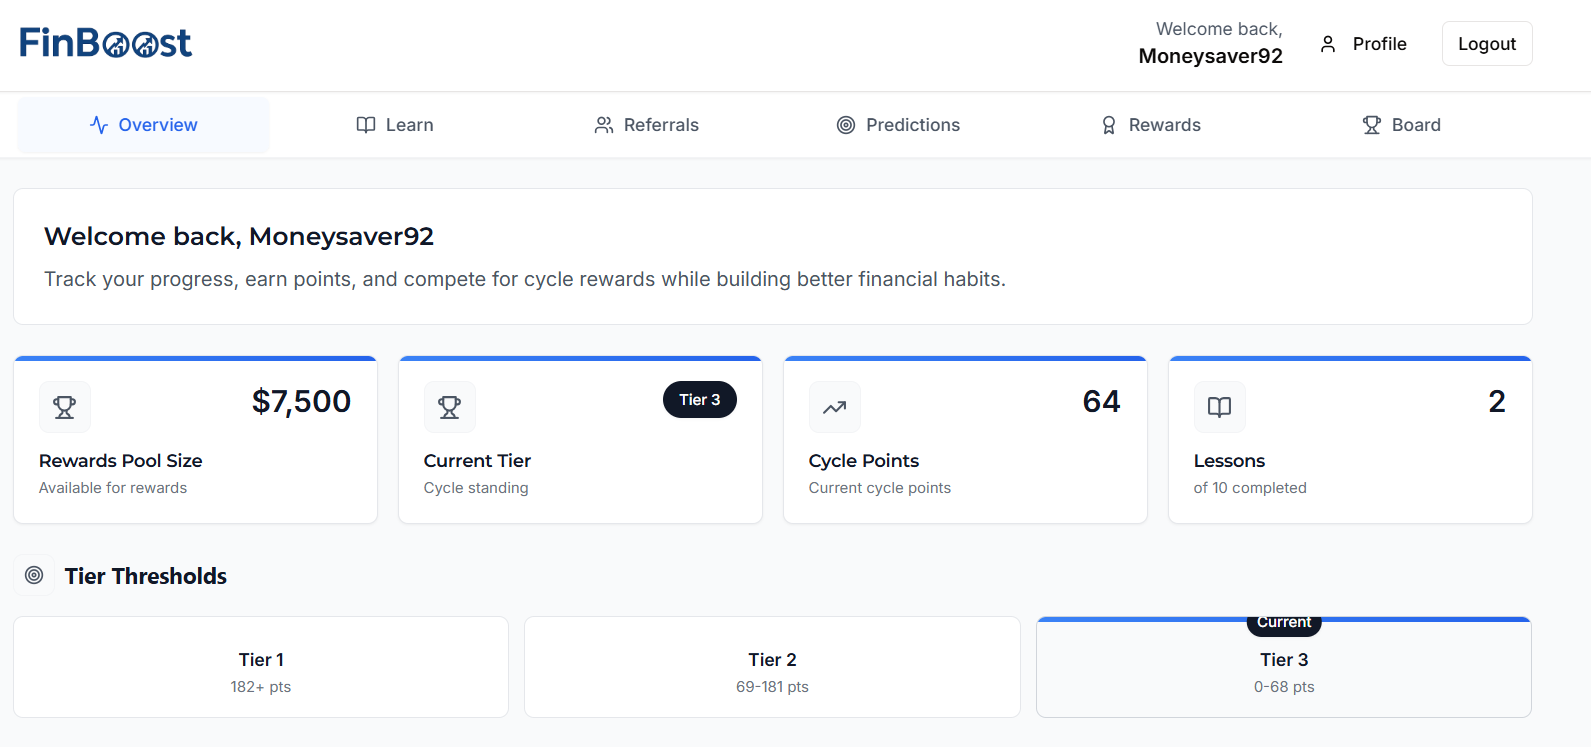 FinBoost
Welcome back,
Moneysaver92
Profile
Logout
Overview
Learn
Referrals
Predictions
Rewards
Board
Welcome back, Moneysaver92
Track your progress, earn points, and compete for cycle rewards while building better financial habits.
$7,500
Rewards Pool Size
Available for rewards
Tier 3
Current Tier
Cycle standing
64
Cycle Points
Current cycle points
2
Lessons
of 10 completed
Tier Thresholds
Tier 1
182+ pts
Tier 2
69-181 pts
Current
Tier 3
0-68 pts